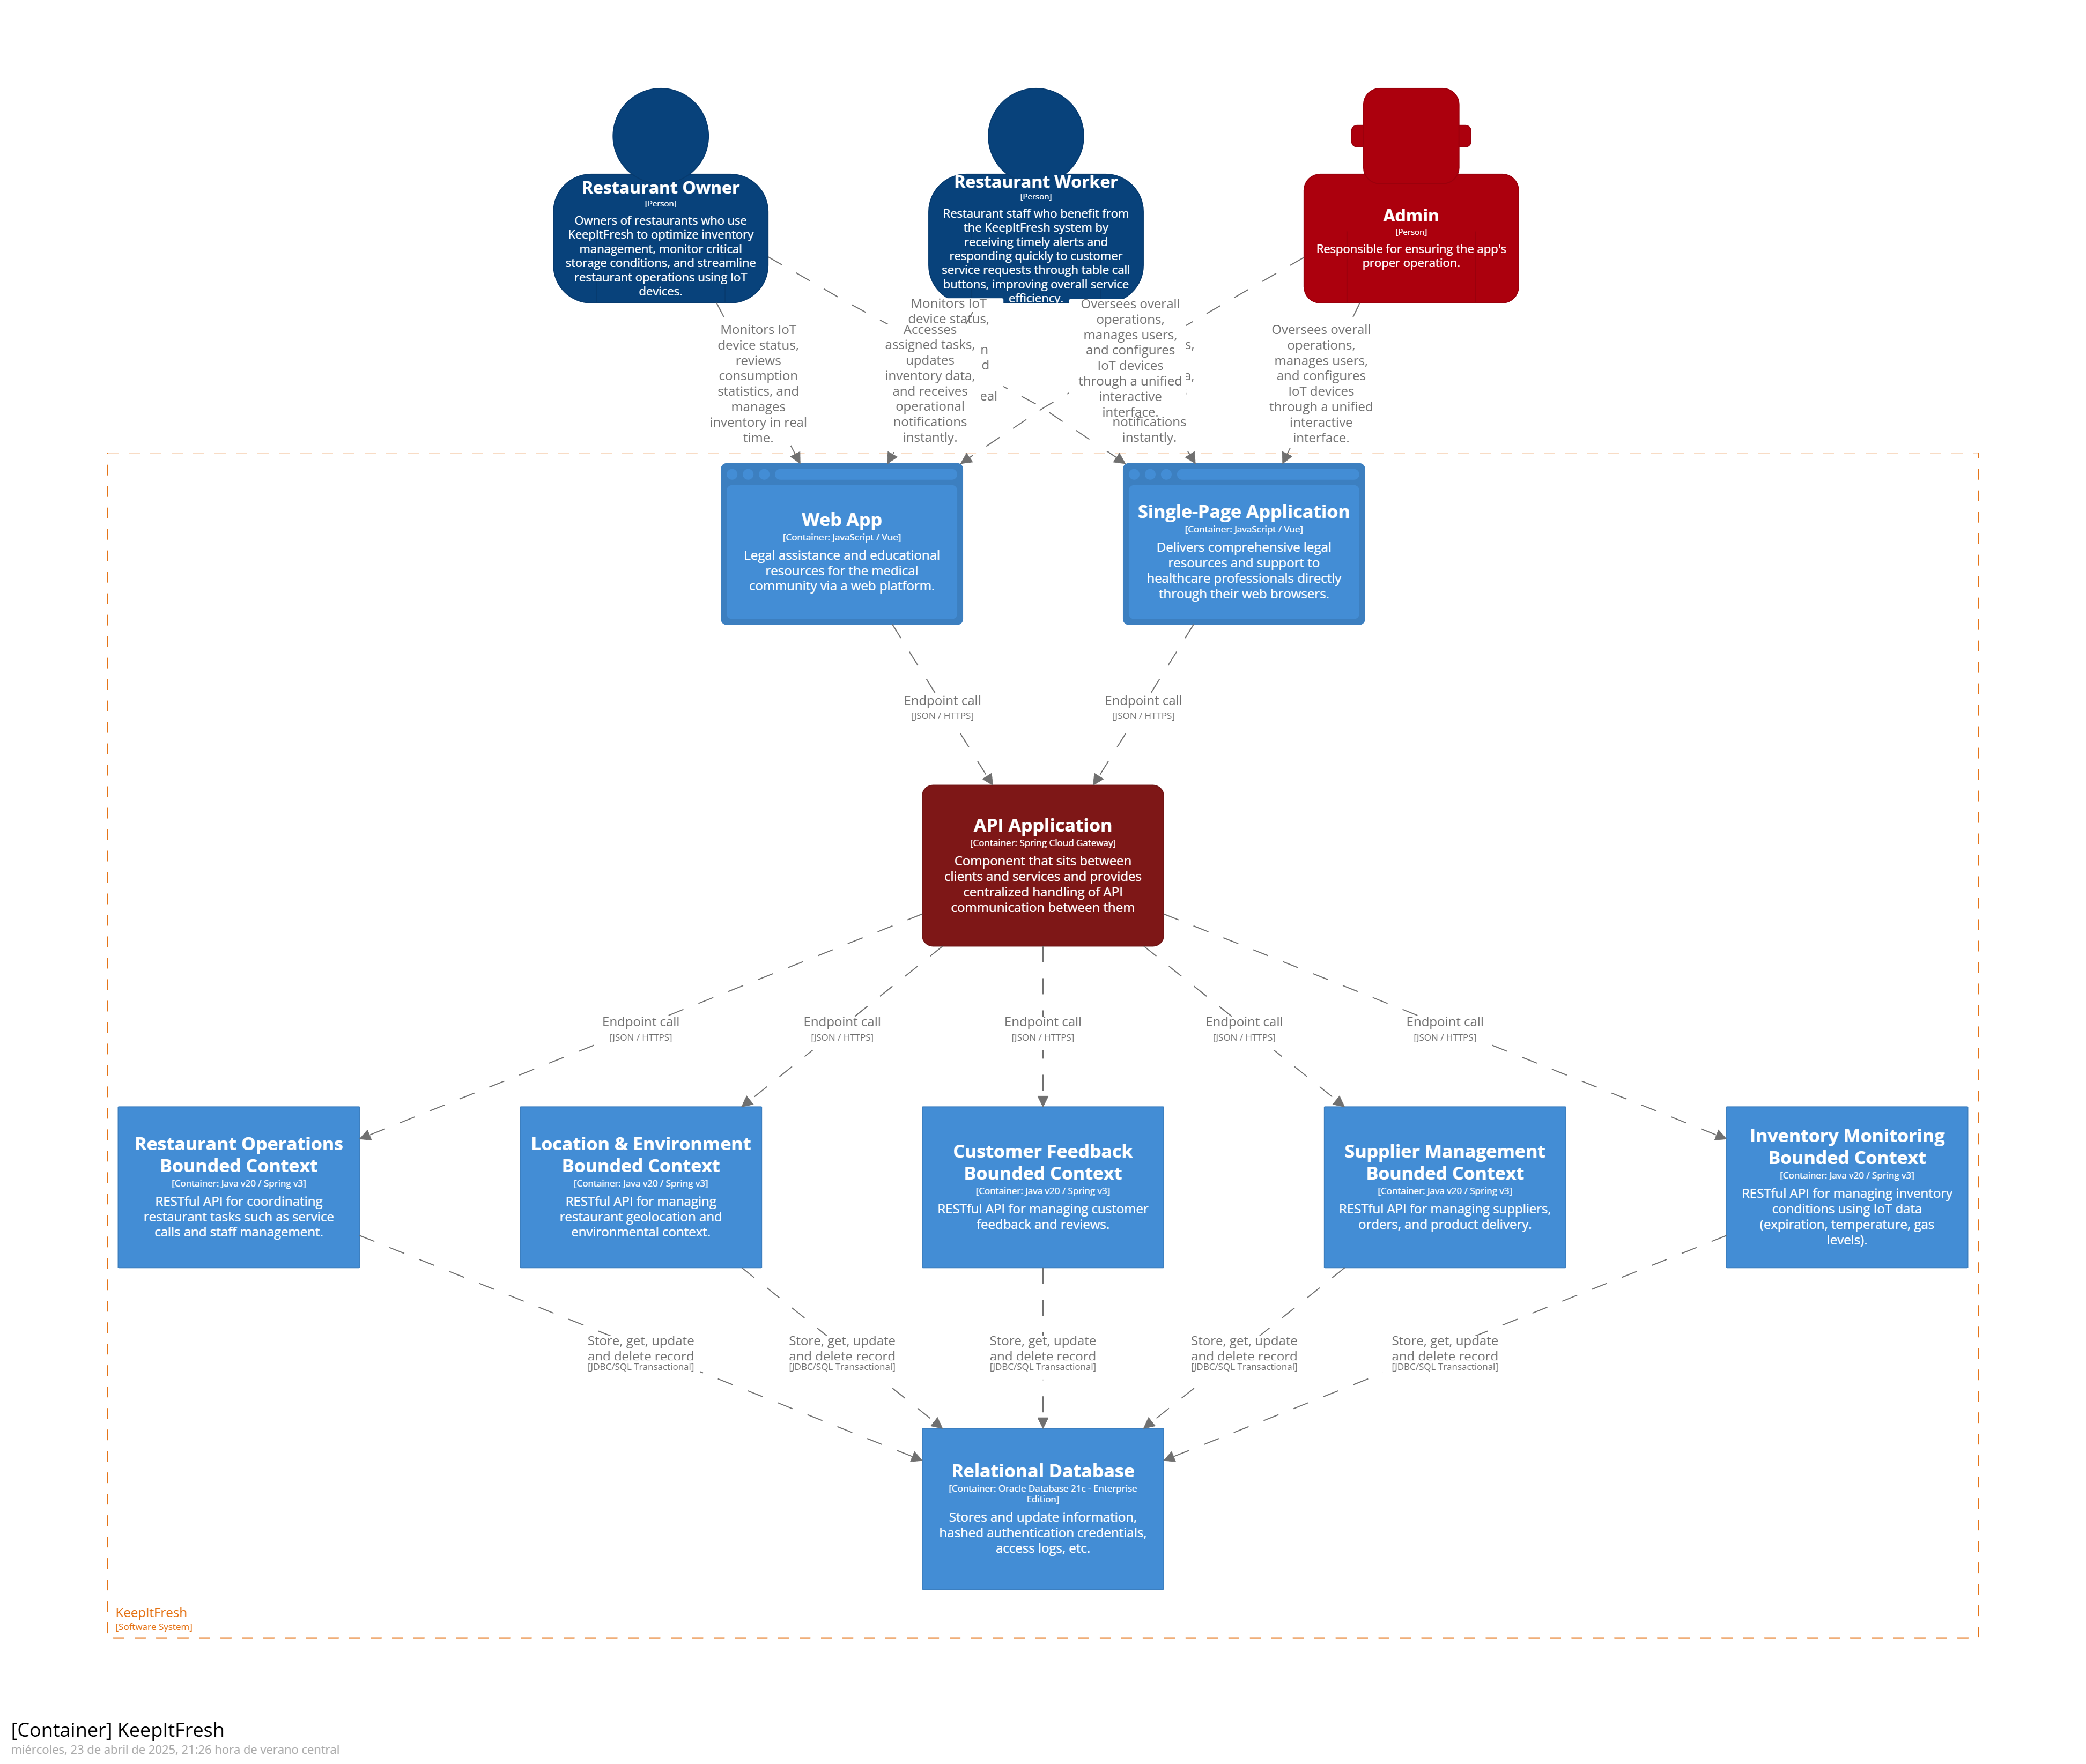 Restaurant Owner
[Person]
Owners of restaurants who use
KeepItFresh to optimize inventory
management, monitor critical
storage conditions, and streamline
restaurant operations using IoT
devices.
Restaurant Worker
[Person]
Restaurant staff who benefit from
the KeepItFresh system by
receiving timely alerts and
responding quickly to customer
service requests through table call
buttons, improving overall service
efficiency.
Admin
[Person]
Responsible for ensuring the app's
proper operation.
Monitors IoT
device status,
reviews
consumption
statistics, and
manages
inventory in real
time.
Monitors IoT
device status,
Accesses
assigned tasks,
updates
inventory data,
and receives
operational
notifications
instantly.
Oversees overall
operations,
manages users,
and configures
IoT devices
through a unified
interactive
interface.
notifications
instantly.
Oversees overall
operations,
manages users,
and configures
IoT devices
through a unified
interactive
interface.
Web App
[Container: JavaScript / Vue]
Legal assistance and educational
resources for the medical
community via a web platform.
Single-Page Application
[Container: JavaScript / Vue]
Delivers comprehensive legal
resources and support to
healthcare professionals directly
through their web browsers.
Endpoint call
[JSON / HTTPS]
Endpoint call
[JSON / HTTPS]
API Application
[Container: Spring Cloud Gateway]
Component that sits between
clients and services and provides
centralized handling of API
communication between them
Endpoint call
[JSON / HTTPS]
Endpoint call
[JSON / HTTPS]
Endpoint call
[JSON / HTTPS]
Endpoint call
[JSON / HTTPS]
Endpoint call
[JSON / HTTPS]
Restaurant Operations
Bounded Context
[Container: Java v20 / Spring v3]
RESTful API for coordinating
restaurant tasks such as service
calls and staff management.
Location & Environment
Bounded Context
[Container: Java v20 / Spring v3]
RESTful API for managing
restaurant geolocation and
environmental context.
Customer Feedback
Bounded Context
[Container: Java v20 / Spring v3]
RESTful API for managing customer
feedback and reviews.
Supplier Management
Bounded Context
[Container: Java v20 / Spring v3]
RESTful API for managing suppliers,
orders, and product delivery.
Inventory Monitoring
Bounded Context
[Container: Java v20 / Spring v3]
RESTful API for managing inventory
conditions using IoT data
(expiration, temperature, gas
levels).
Store, get, update
and delete record
[JDBC/SQL Transactional]
Store, get, update
and delete record
[JDBC/SQL Transactional]
Store, get, update
and delete record
[JDBC/SQL Transactional]
Store, get, update
and delete record
[JDBC/SQL Transactional]
Store, get, update
and delete record
[JDBC/SQL Transactional]
Relational Database
[Container: Oracle Database 21c - Enterprise
Edition]
Stores and update information,
hashed authentication credentials,
access logs, etc.
KeepItFresh
[Software System]
[Container] KeepItFresh
miércoles, 23 de abril de 2025, 21:26 hora de verano central